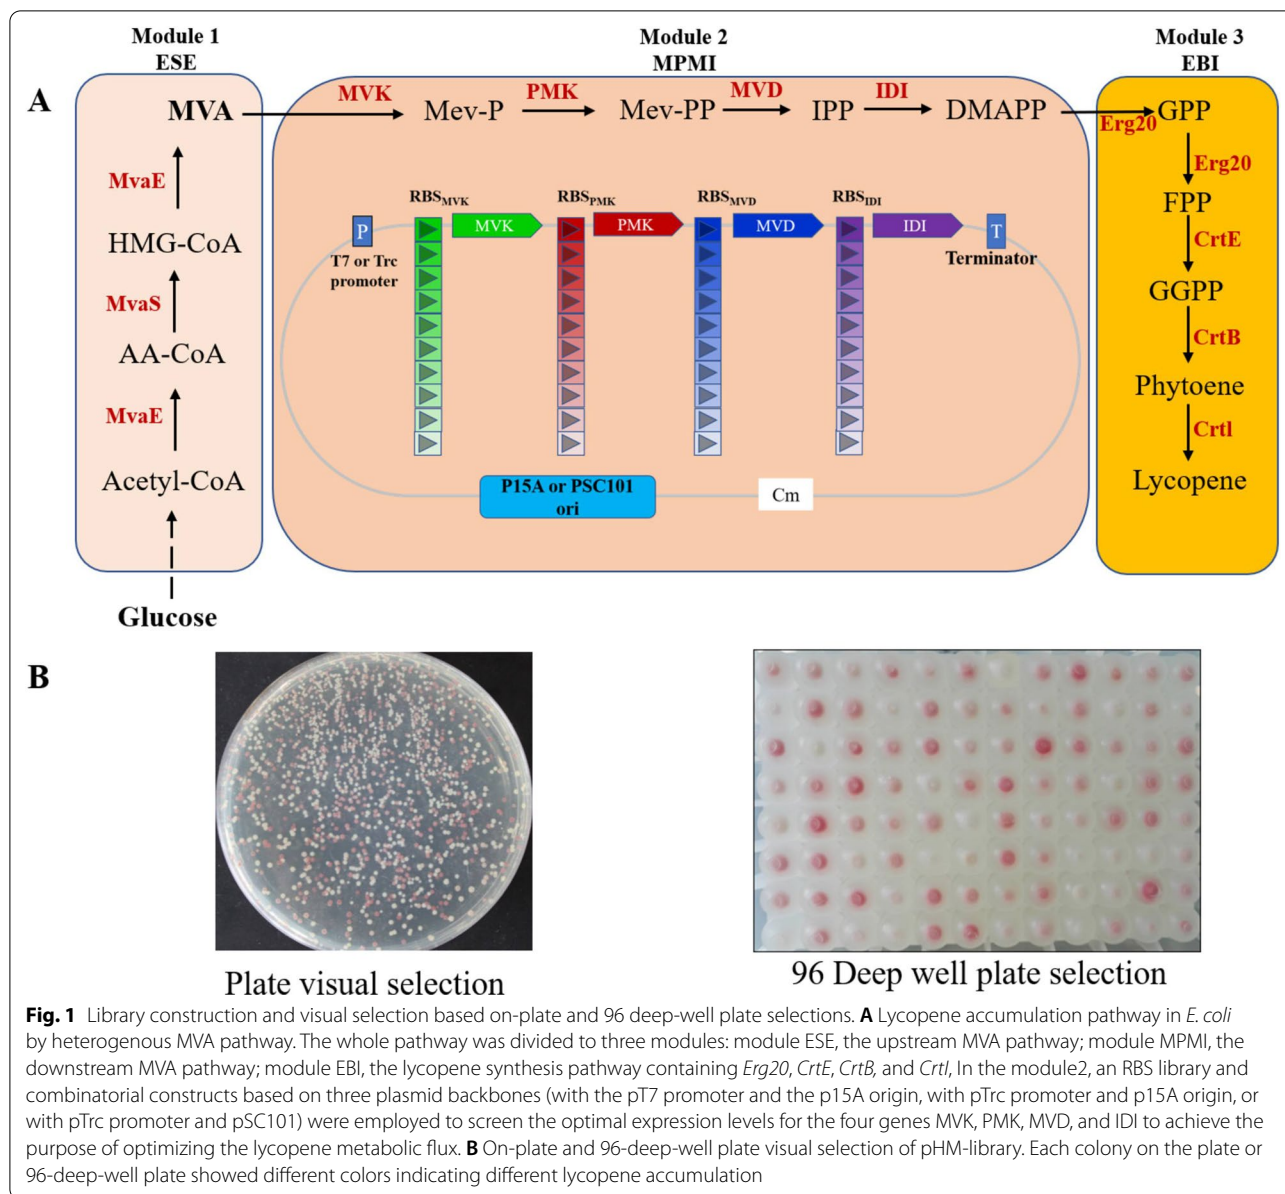 Module 1
ESE
Module 2
MPMI
Module 3
EBI
A
MVA
MVK
Mev-P
PMK
Mev-PP
MVD
IPP
IDI
DMAPP
Erg20
GPP
MvaE
HMG-CoA
MvaS
AA-CoA
MvaE
Acetyl-CoA
Glucose
RBSMVK
RBSPMK
RBSMVD
RBSIDI
P
MVK
PMK
MVD
IDI
T
T7 or Trc
promoter
Terminator
P15A or PSC101
ori
Cm
Erg20
FPP
CrtE
GGPP
CrtB
Phytoene
Crtl
Lycopene
B
Plate visual selection
96 Deep well plate selection
Fig. 1 Library construction and visual selection based on-plate and 96 deep-well plate selections. A Lycopene accumulation pathway in E. coli
by heterogenous MVA pathway. The whole pathway was divided to three modules: module ESE, the upstream MVA pathway; module MPMI, the
downstream MVA pathway; module EBI, the lycopene synthesis pathway containing Erg20, CrtE, CrtB, and Crtl, In the module2, an RBS library and
combinatorial constructs based on three plasmid backbones (with the pT7 promoter and the p15A origin, with pTrc promoter and p15A origin, or
with pTrc promoter and pSC101) were employed to screen the optimal expression levels for the four genes MVK, PMK, MVD, and IDI to achieve the
purpose of optimizing the lycopene metabolic flux. B On-plate and 96-deep-well plate visual selection of pHM-library. Each colony on the plate or
96-deep-well plate showed different colors indicating different lycopene accumulation